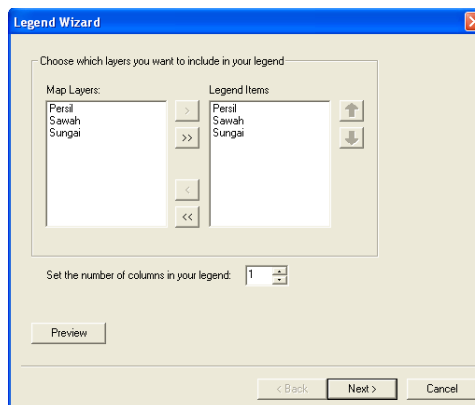 Legend Wizard
Choose which layers you want to include in your legend
Map Layers:
Persil
Sawah
Sungai
>
>>
<
<<
Legend Items
Persil
Sawah
Sungai
Set the number of columns in your legend: 1
Preview
< Back Next > Cancel